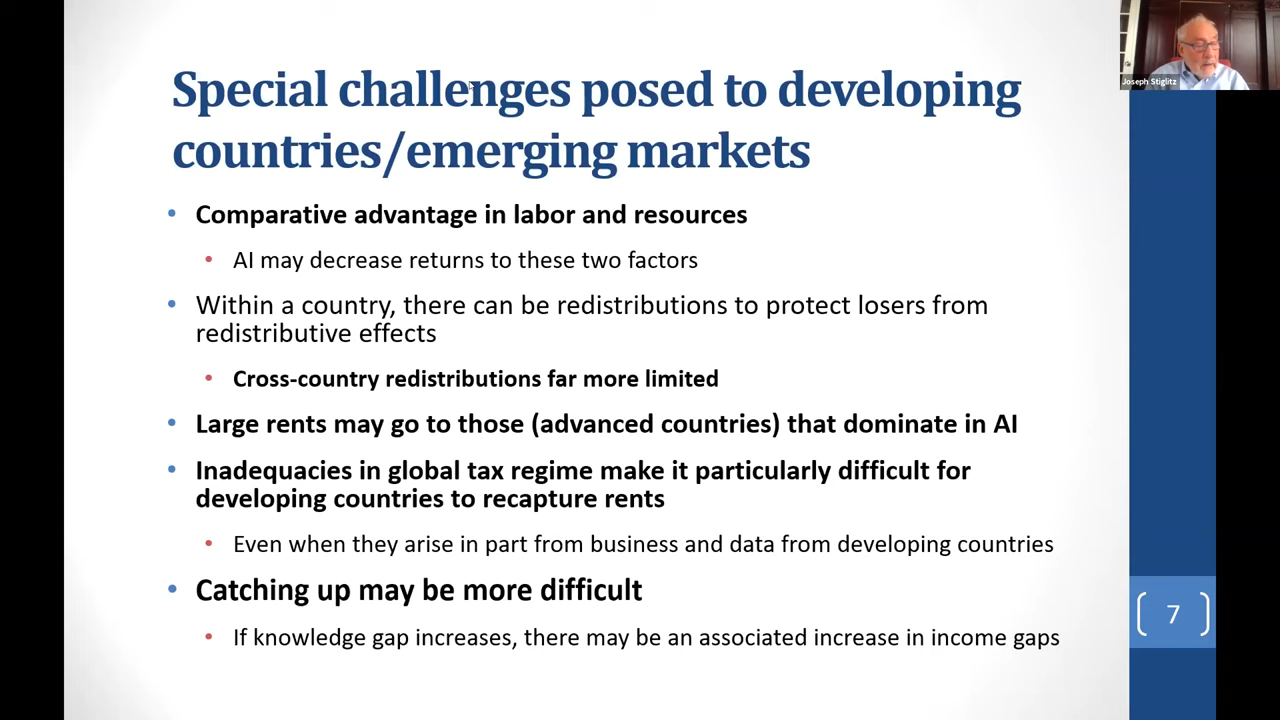 Special challenges posed to developing
countries/emerging markets
• Comparative advantage in labor and resources
• AI may decrease returns to these two factors
• Within a country, there can be redistributions to protect losers from
redistributive effects
• Cross-country redistributions far more limited
• Large rents may go to those (advanced countries) that dominate in AI
• Inadequacies in global tax regime make it particularly difficult for
developing countries to recapture rents
• Even when they arise in part from business and data from developing countries
• Catching up may be more difficult
• If knowledge gap increases, there may be an associated increase in income gaps
Joseph Stiglitz
7